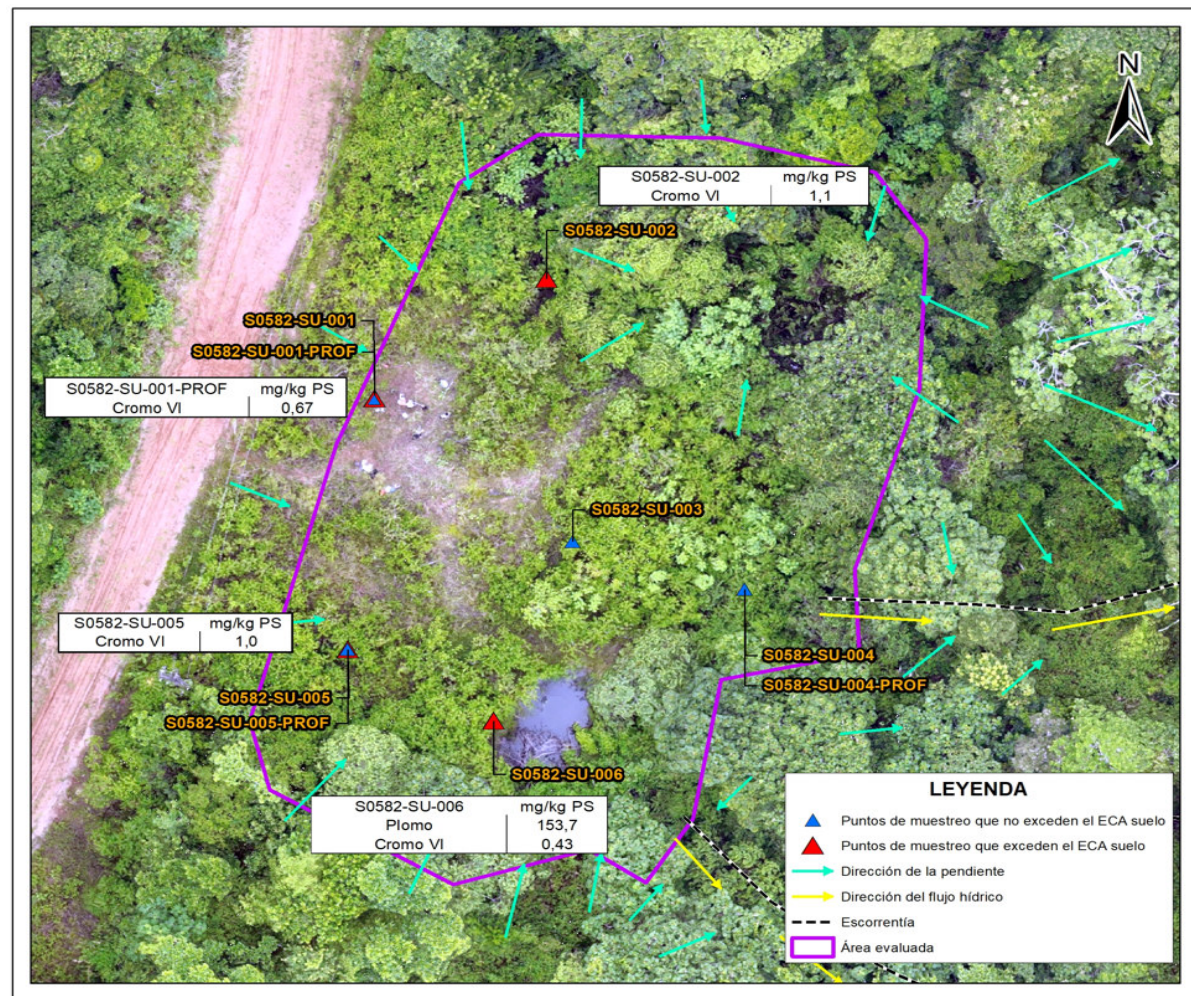 N
S0582-SU-002 mg/kg PS
Cromo VI 1,1
S0582-SU-002
S0582-SU-001
S0582-SU-001-PROF
S0582-SU-001-PROF mg/kg PS
Cromo VI 0,67
S0582-SU-003
S0582-SU-005 mg/kg PS
Cromo VI 1,0
S0582-SU-004
S0582-SU-004-PROF
S0582-SU-005
S0582-SU-005-PROF
S0582-SU-006
S0582-SU-006 mg/kg PS
Plomo 153,7
Cromo VI 0,43
LEYENDA
Puntos de muestreo que no exceden el ECA suelo
Puntos de muestreo que exceden el ECA suelo
Dirección de la pendiente
Dirección del flujo hídrico
Escorrentía
Área evaluada